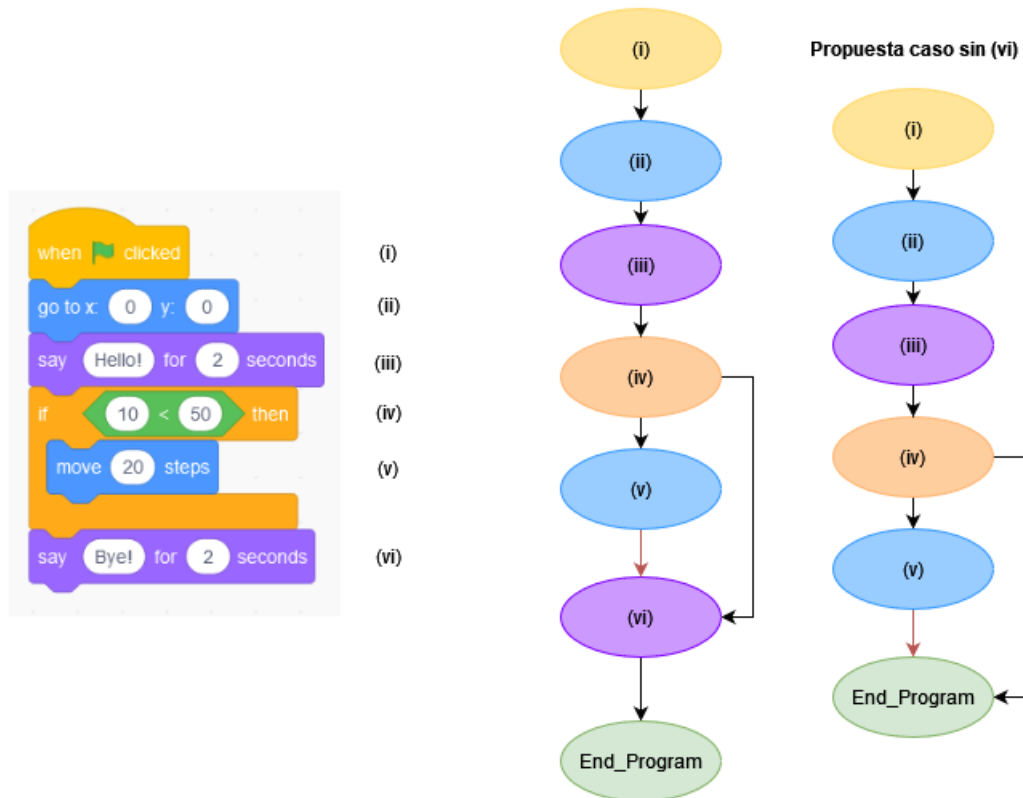 when clicked
(i)
go to x: 0 y: 0
(ii)
say Hello! for 2 seconds
(iii)
if 10 < 50 then
(iv)
move 20 steps
(v)
say Bye! for 2 seconds
(vi)
(i)
(ii)
(iii)
(iv)
(v)
(vi)
End_Program
Propuesta caso sin (vi)
(i)
(ii)
(iii)
(iv)
(v)
End_Program